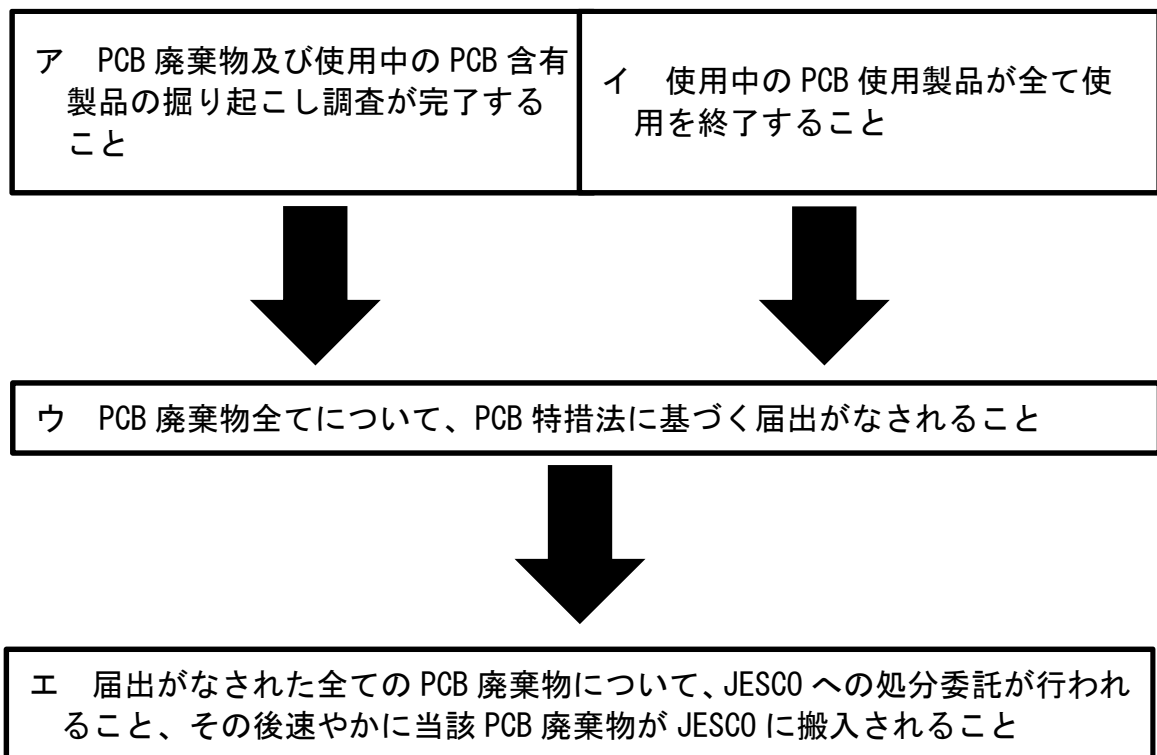 ア　PCB 廃棄物及び使用中の PCB 含有
製品の掘り起こし調査が完了する
こと
イ　使用中の PCB 使用製品が全て使
用を終了すること
ウ　PCB 廃棄物全てについて、PCB 特措法に基づく届出がなされること
エ　届出がなされた全ての PCB 廃棄物について、JESCO への処分委託が行われ
ること、その後速やかに当該 PCB 廃棄物が JESCO に搬入されること